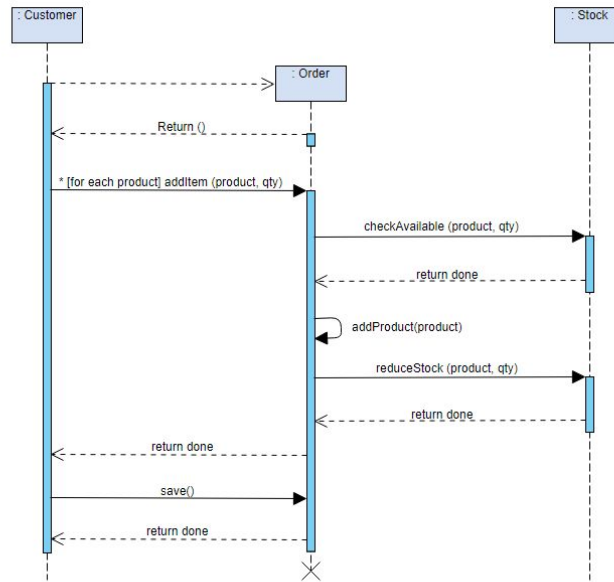 : Customer
: Stock
: Order
Return ()
* [for each product] addItem (product, qty)
checkAvailable (product, qty)
return done
addProduct(product)
reduceStock (product, qty)
return done
return done
save()
return done